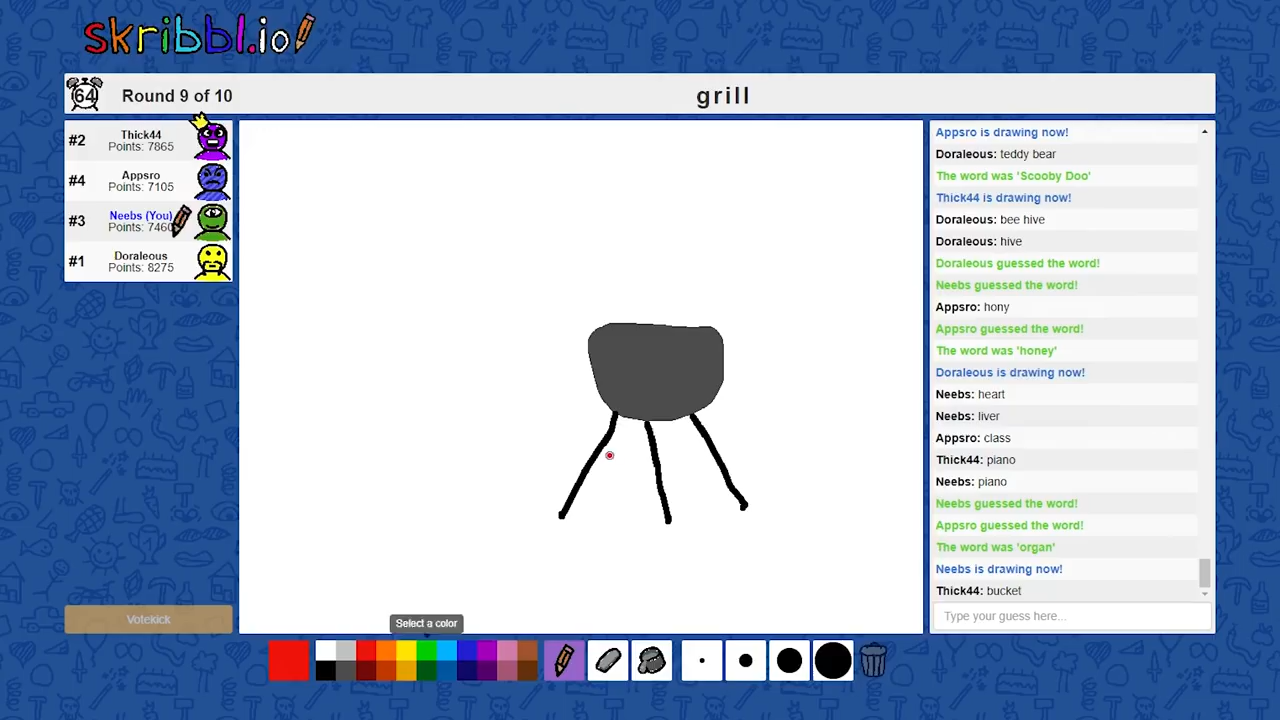 skribbl.io
64
Round 9 of 10
grill
#2
Thick44
Points: 7865
#4
Appsro
Points: 7105
#3
Neebs (You)
Points: 7460
#1
Doraleous
Points: 8275
Votekick
Appsro is drawing now!
Doraleous: teddy bear
The word was 'Scooby Doo'
Thick44 is drawing now!
Doraleous: bee hive
Doraleous: hive
Doraleous guessed the word!
Neebs guessed the word!
Appsro: hony
Appsro guessed the word!
The word was 'honey'
Doraleous is drawing now!
Neebs: heart
Neebs: liver
Appsro: class
Thick44: piano
Neebs: piano
Neebs guessed the word!
Appsro guessed the word!
The word was 'organ'
Neebs is drawing now!
Thick44: bucket
Type your guess here...
Select a color